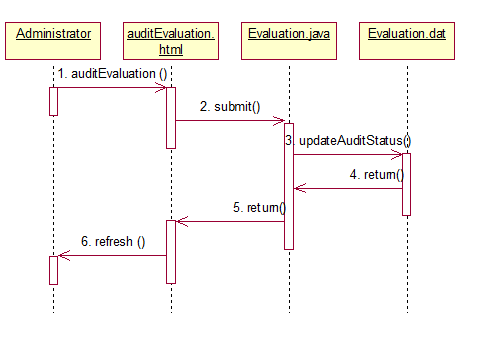 Administrator
auditEvaluation.
html
Evaluation.java
Evaluation.dat
1. auditEvaluation ()
2. submit()
3. updateAuditStatus()
4. return()
5. return()
6. refresh ()